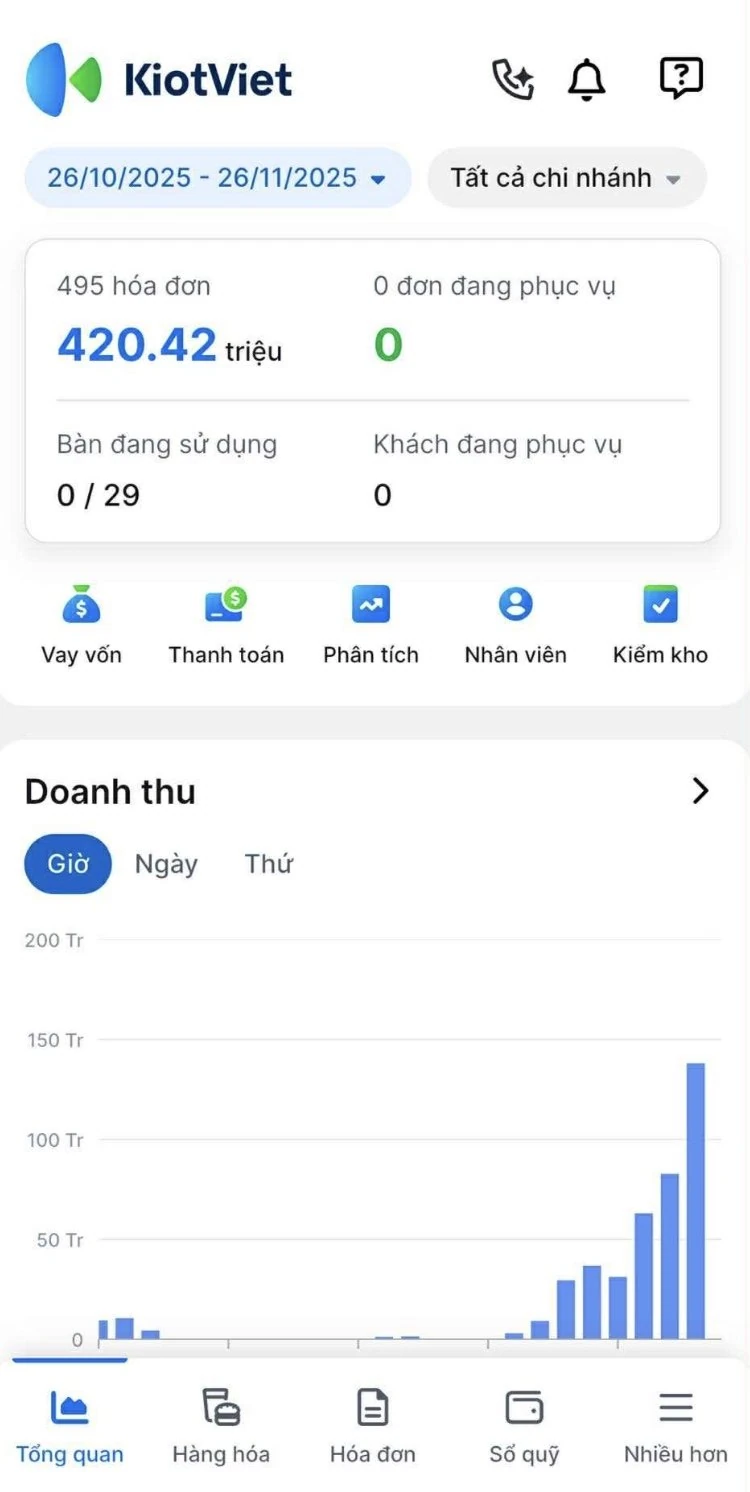 KiotViet
26/10/2025 - 26/11/2025
Tất cả chi nhánh
495 hóa đơn
0 đơn đang phục vụ
420.42 triệu
0
Bàn đang sử dụng
Khách đang phục vụ
0 / 29
0
Vay vốn
Thanh toán
Phân tích
Nhân viên
Kiểm kho
Doanh thu
Giờ
Ngày
Thứ
200 Tr
150 Tr
100 Tr
50 Tr
0
Tổng quan
Hàng hóa
Hóa đơn
Sổ quỹ
Nhiều hơn